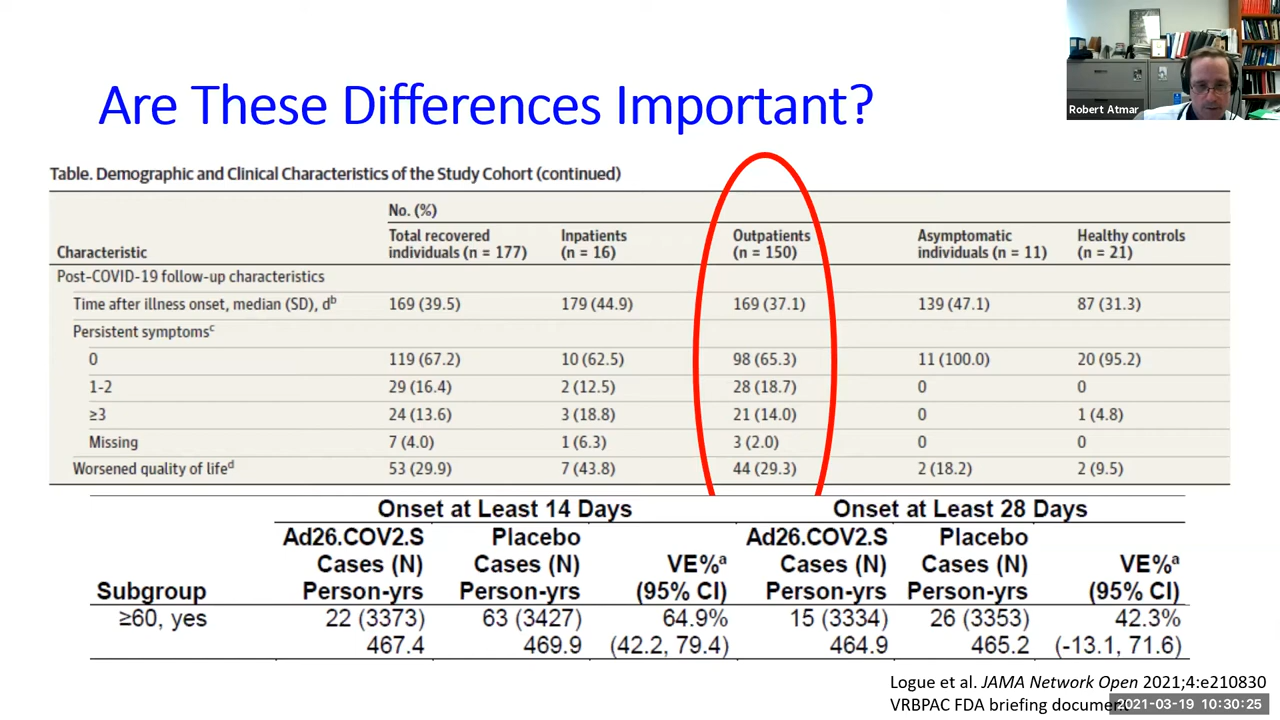 Robert Atmar
Are These Differences Important?
Table. Demographic and Clinical Characteristics of the Study Cohort (continued)
No. (%)
Characteristic Total recovered individuals (n = 177) Inpatients (n = 16) Outpatients (n = 150) Asymptomatic individuals (n = 11) Healthy controls (n = 21)
Post–COVID-19 follow-up characteristics
Time after illness onset, median (SD), d^b 169 (39.5) 179 (44.9) 169 (37.1) 139 (47.1) 87 (31.3)
Persistent symptoms^c
0 119 (67.2) 10 (62.5) 98 (65.3) 11 (100.0) 20 (95.2)
1-2 29 (16.4) 2 (12.5) 28 (18.7) 0 0
≥3 24 (13.6) 3 (18.8) 21 (14.0) 0 1 (4.8)
Missing 7 (4.0) 1 (6.3) 3 (2.0) 0 0
Worsened quality of life^d 53 (29.9) 7 (43.8) 44 (29.3) 2 (18.2) 2 (9.5)
Onset at Least 14 Days Onset at Least 28 Days
Ad26.COV2.S Placebo Ad26.COV2.S Placebo
Cases (N) Cases (N) VE%^a Cases (N) Cases (N) VE%^a
Subgroup Person-yrs Person-yrs (95% CI) Person-yrs Person-yrs (95% CI)
≥60, yes 22 (3373) 63 (3427) 64.9% 15 (3334) 26 (3353) 42.3%
467.4 469.9 (42.2, 79.4) 464.9 465.2 (-13.1, 71.6)
Logue et al. JAMA Network Open 2021;4:e210830
VRBPAC FDA briefing document
2021-03-19 10:30:25